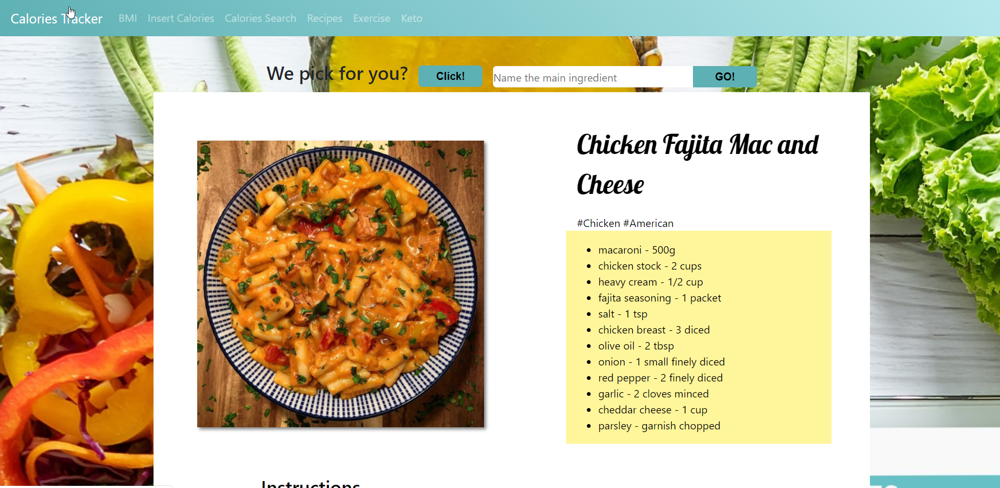 Calories Tracker BMI Insert Calories Calories Search Recipes Exercise Keto
We pick for you? Click! Name the main ingredient GO!
Chicken Fajita Mac and
Cheese
#Chicken #American
macaroni - 500g
chicken stock - 2 cups
heavy cream - 1/2 cup
fajita seasoning - 1 packet
salt - 1 tsp
chicken breast - 3 diced
olive oil - 2 tbsp
onion - 1 small finely diced
red pepper - 2 finely diced
garlic - 2 cloves minced
cheddar cheese - 1 cup
parsley - garnish chopped
Instructions